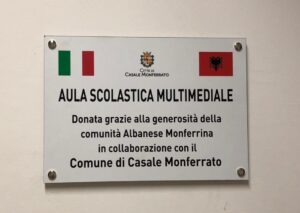 Città di
CASALE MONFERRATO
AULA SCOLASTICA MULTIMEDIALE
Donata grazie alla generosità della
comunità Albanese Monferrina
in collaborazione con il
Comune di Casale Monferrato